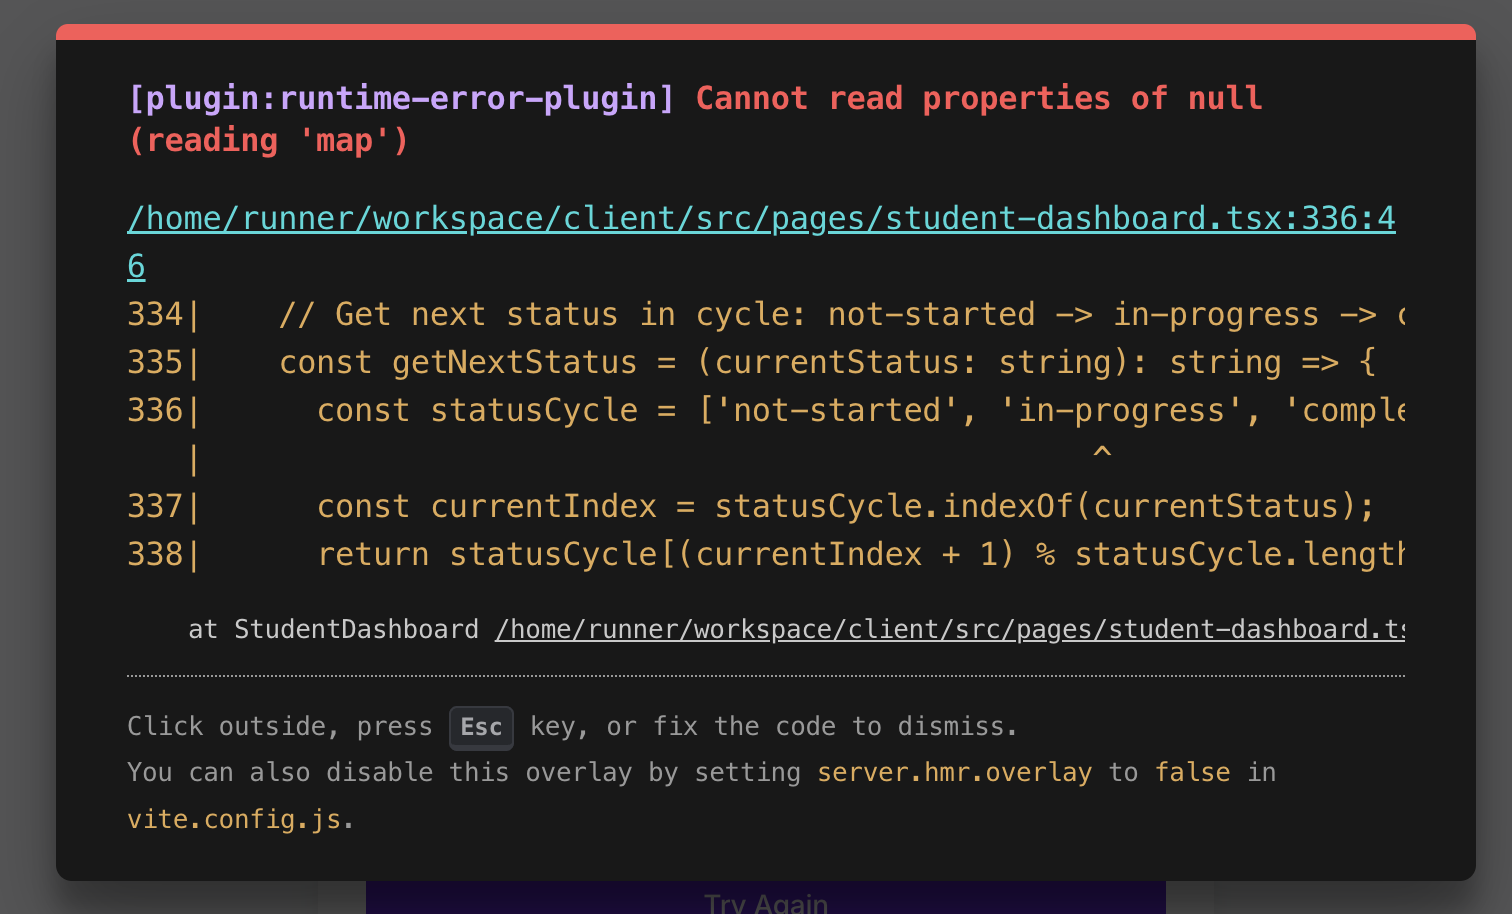 [plugin:runtime-error-plugin] Cannot read properties of null
(reading 'map')
/home/runner/workspace/client/src/pages/student-dashboard.tsx:336:4
6
334|    // Get next status in cycle: not-started -> in-progress -> c
335|    const getNextStatus = (currentStatus: string): string => {
336|      const statusCycle = ['not-started', 'in-progress', 'comple
|                                               ^
337|      const currentIndex = statusCycle.indexOf(currentStatus);
338|      return statusCycle[(currentIndex + 1) % statusCycle.length
at StudentDashboard /home/runner/workspace/client/src/pages/student-dashboard.ts
Click outside, press Esc key, or fix the code to dismiss.
You can also disable this overlay by setting server.hmr.overlay to false in
vite.config.js.
Try Again